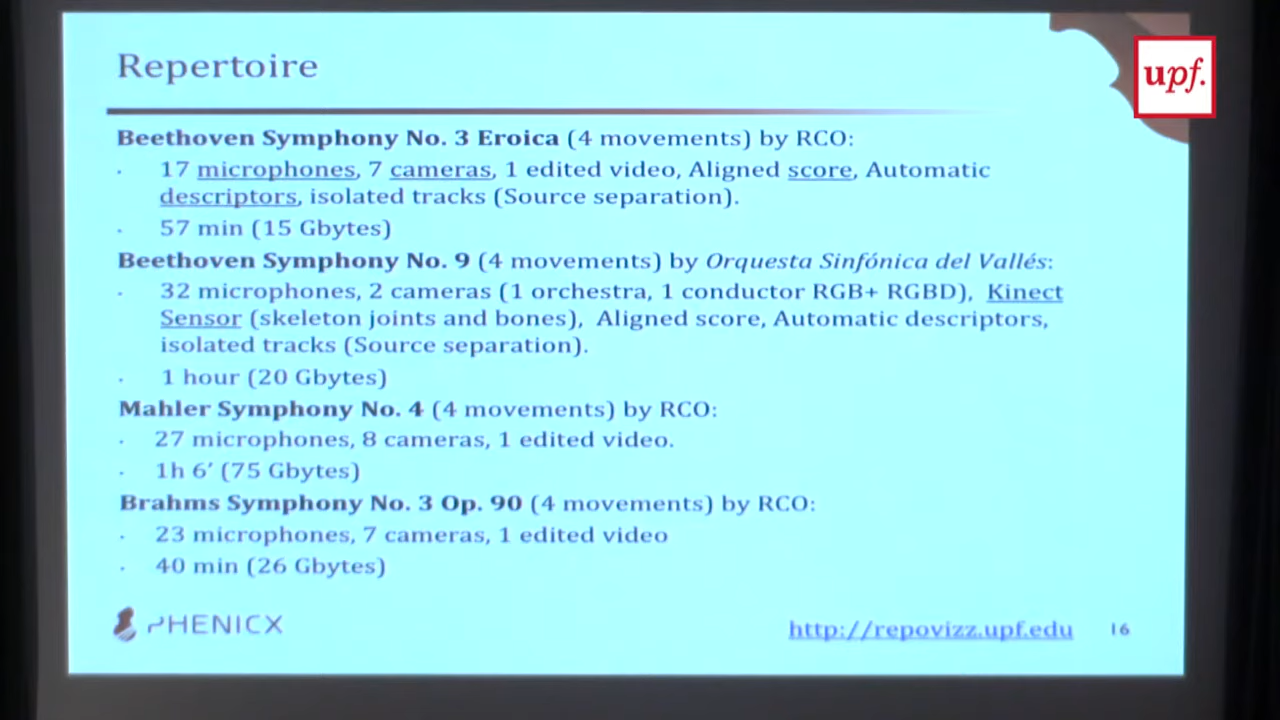 Repertoire
upf.
Beethoven Symphony No. 3 Eroica (4 movements) by RCO:
· 17 microphones, 7 cameras, 1 edited video, Aligned score, Automatic
descriptors, isolated tracks (Source separation).
· 57 min (15 Gbytes)
Beethoven Symphony No. 9 (4 movements) by Orquesta Sinfónica del Vallés:
· 32 microphones, 2 cameras (1 orchestra, 1 conductor RGB+ RGBD), Kinect
Sensor (skeleton joints and bones), Aligned score, Automatic descriptors,
isolated tracks (Source separation).
· 1 hour (20 Gbytes)
Mahler Symphony No. 4 (4 movements) by RCO:
· 27 microphones, 8 cameras, 1 edited video.
· 1h 6’ (75 Gbytes)
Brahms Symphony No. 3 Op. 90 (4 movements) by RCO:
· 23 microphones, 7 cameras, 1 edited video
· 40 min (26 Gbytes)
PHENICX
http://repovizz.upf.edu 16